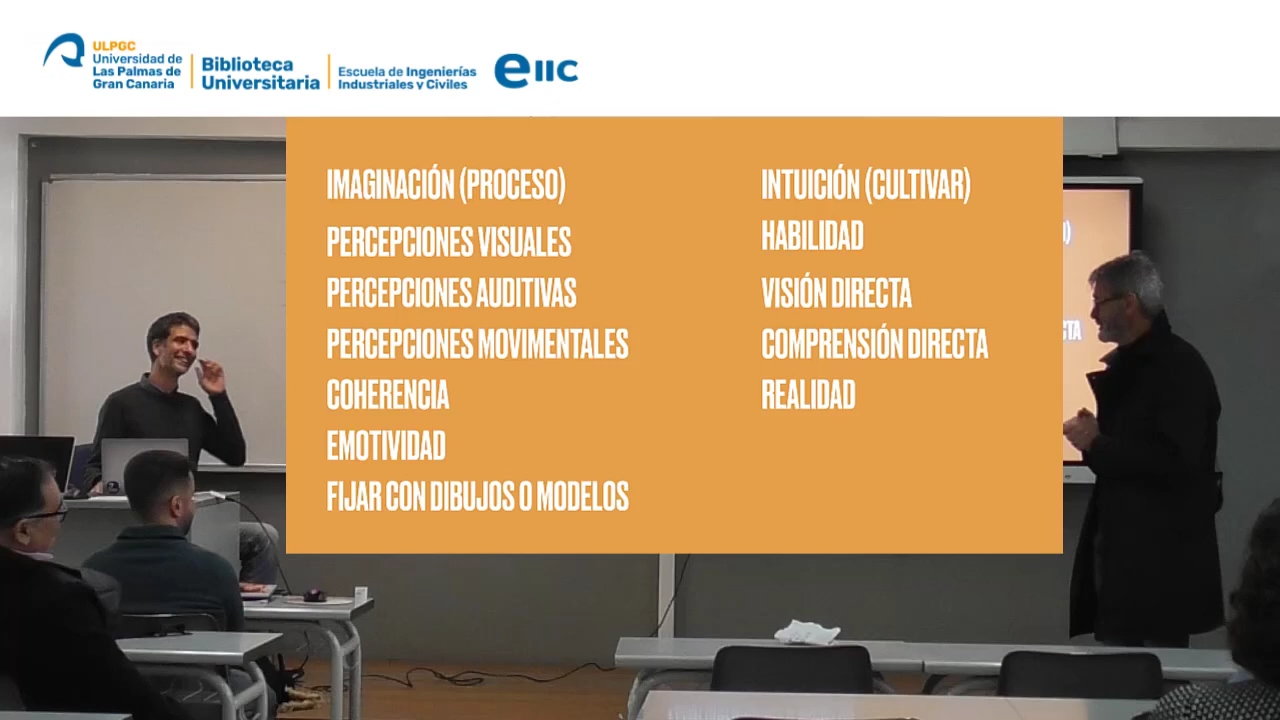 ULPGC
Universidad de
Las Palmas de
Gran Canaria
Biblioteca
Universitaria
Escuela de Ingenierías
Industriales y Civiles
eiic
IMAGINACIÓN (PROCESO)
PERCEPCIONES VISUALES
PERCEPCIONES AUDITIVAS
PERCEPCIONES MOVIMENTALES
COHERENCIA
EMOTIVIDAD
FIJAR CON DIBUJOS O MODELOS
INTUICIÓN (CULTIVAR)
HABILIDAD
VISIÓN DIRECTA
COMPRENSIÓN DIRECTA
REALIDAD